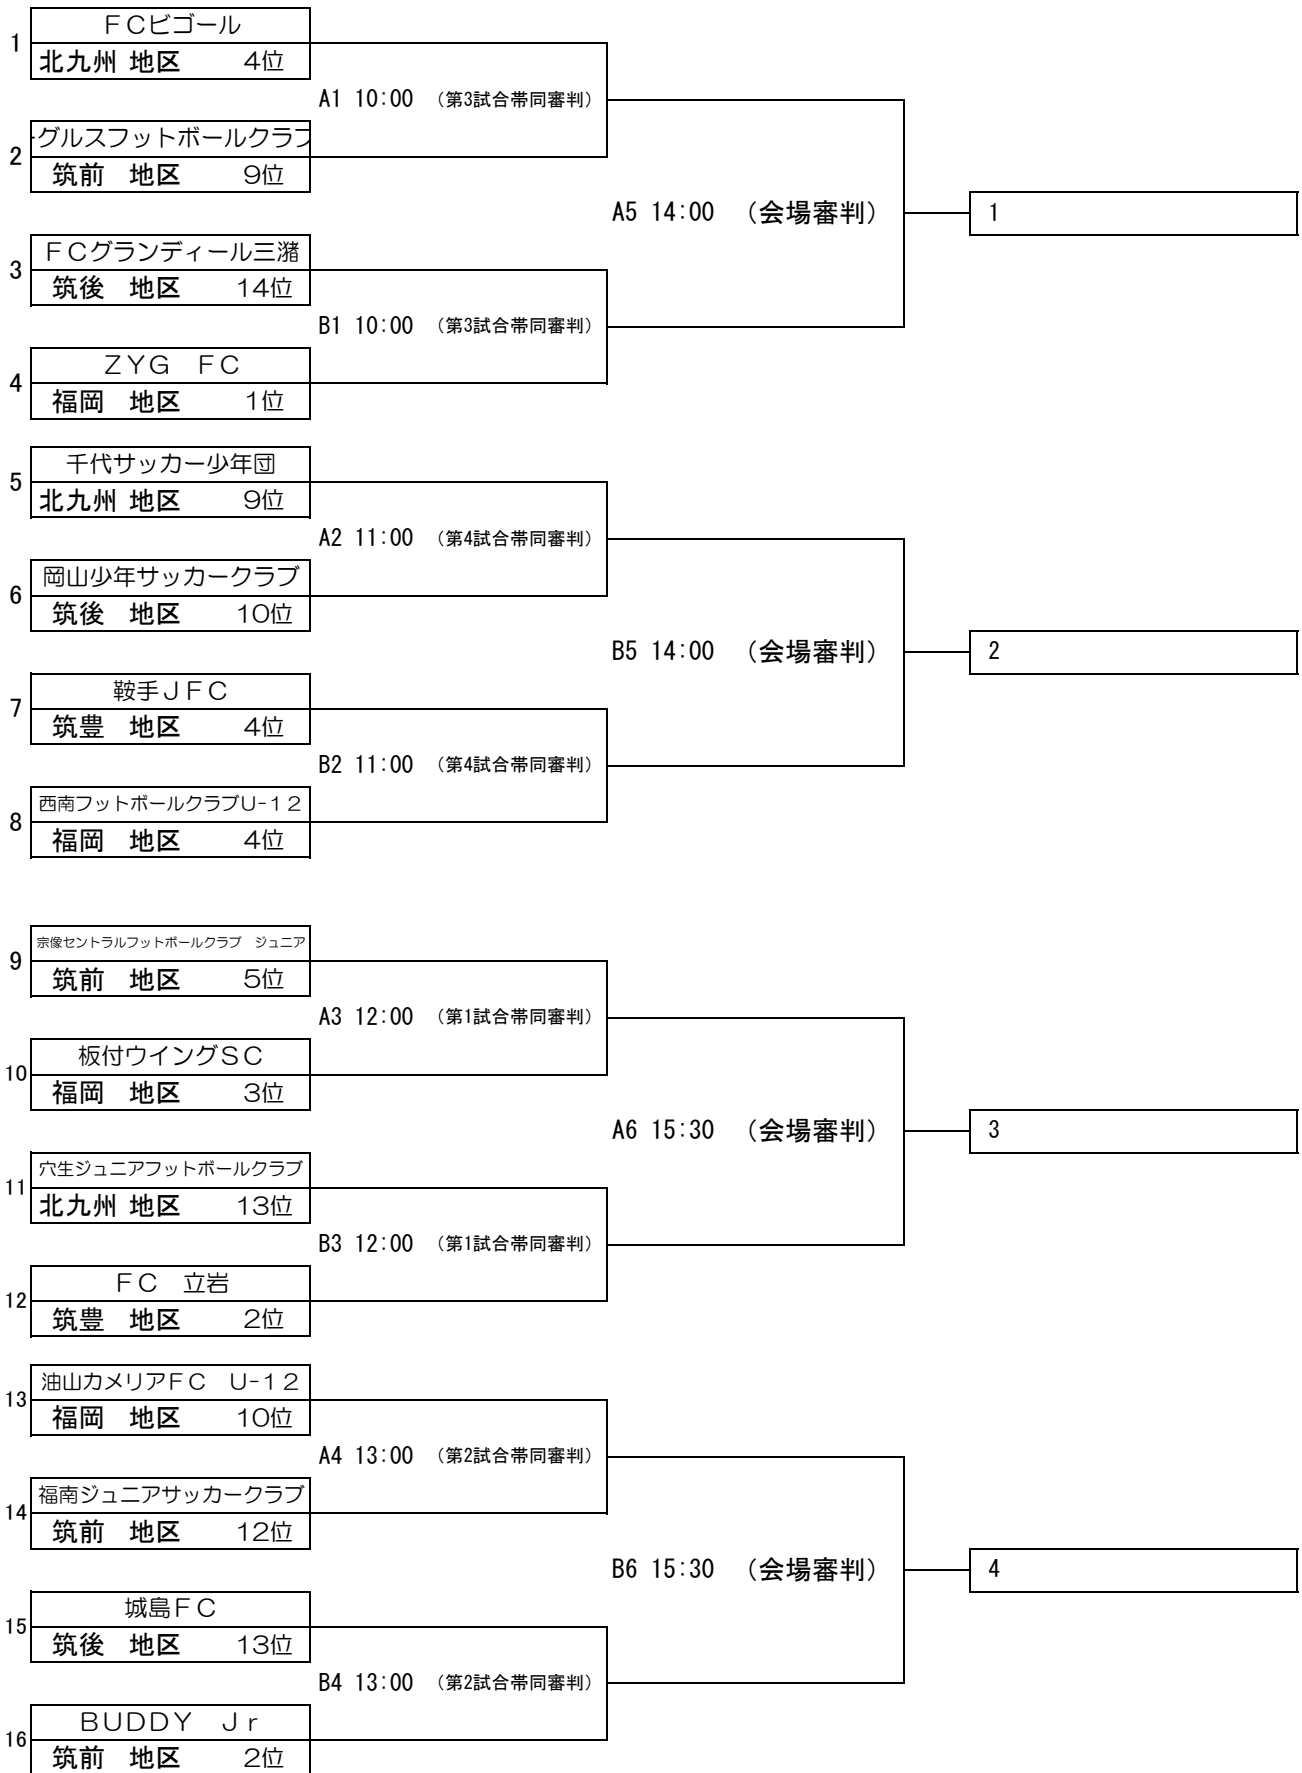 1
ＦＣビゴール
北九州 地区 4位
A1 10:00 （第3試合帯同審判）
2
グルスフットボールクラブ
筑前 地区 9位
A5 14:00 （会場審判）
1
3
ＦＣグランディール三潴
筑後 地区 14位
B1 10:00 （第3試合帯同審判）
4
ＺＹＧ ＦＣ
福岡 地区 1位
5
千代サッカー少年団
北九州 地区 9位
A2 11:00 （第4試合帯同審判）
6
岡山少年サッカークラブ
筑後 地区 10位
B5 14:00 （会場審判）
2
7
鞍手ＪＦＣ
筑豊 地区 4位
B2 11:00 （第4試合帯同審判）
8
西南フットボールクラブU-１２
福岡 地区 4位
9
宗像セントラルフットボールクラブ ジュニア
筑前 地区 5位
A3 12:00 （第1試合帯同審判）
10
板付ウイングＳＣ
福岡 地区 3位
A6 15:30 （会場審判）
3
11
穴生ジュニアフットボールクラブ
北九州 地区 13位
B3 12:00 （第1試合帯同審判）
12
ＦＣ 立岩
筑豊 地区 2位
13
油山カメリアＦＣ U-１２
福岡 地区 10位
A4 13:00 （第2試合帯同審判）
14
福南ジュニアサッカークラブ
筑前 地区 12位
B6 15:30 （会場審判）
4
15
城島ＦＣ
筑後 地区 13位
B4 13:00 （第2試合帯同審判）
16
ＢＵＤＤＹ Ｊｒ
筑前 地区 2位